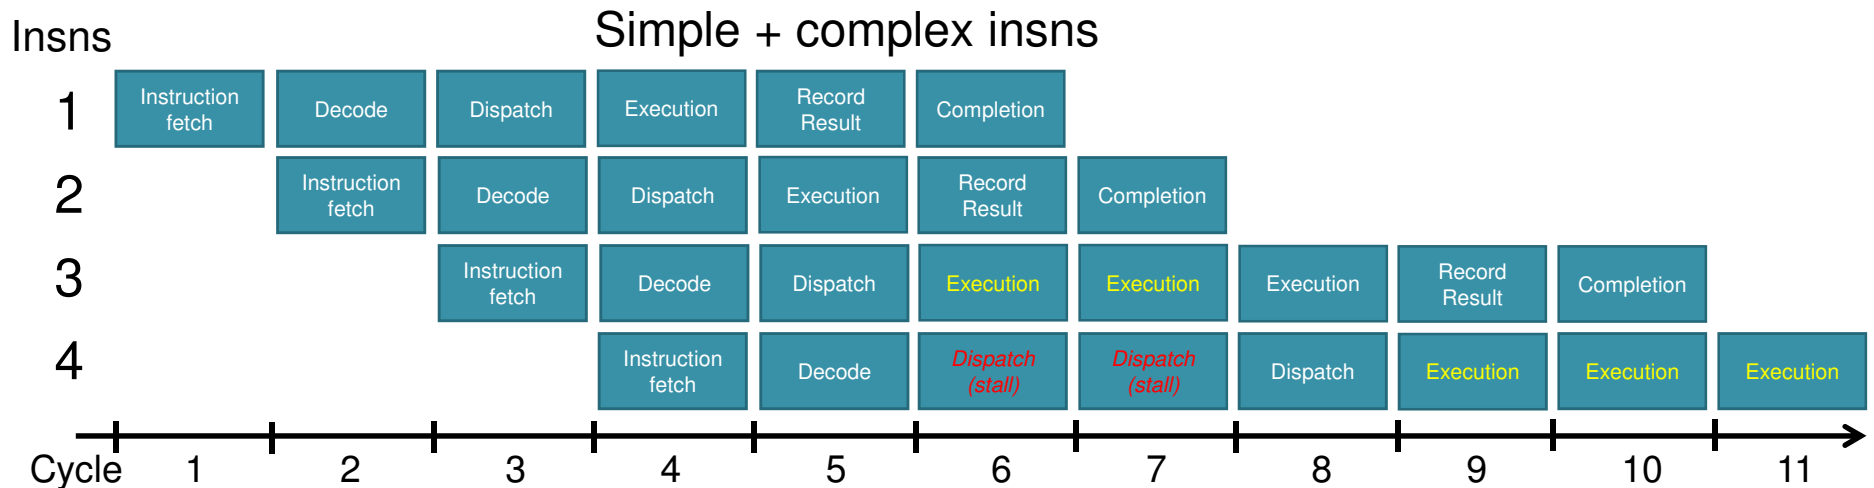 Simple + complex insns
Insns
1
Instruction
fetch
Decode
Dispatch
Execution
Record
Result
Completion
2
Instruction
fetch
Decode
Dispatch
Execution
Record
Result
Completion
3
Instruction
fetch
Decode
Dispatch
Execution
Execution
Execution
Record
Result
Completion
4
Instruction
fetch
Decode
Dispatch
(stall)
Dispatch
(stall)
Dispatch
Execution
Execution
Execution
Cycle 1 2 3 4 5 6 7 8 9 10 11